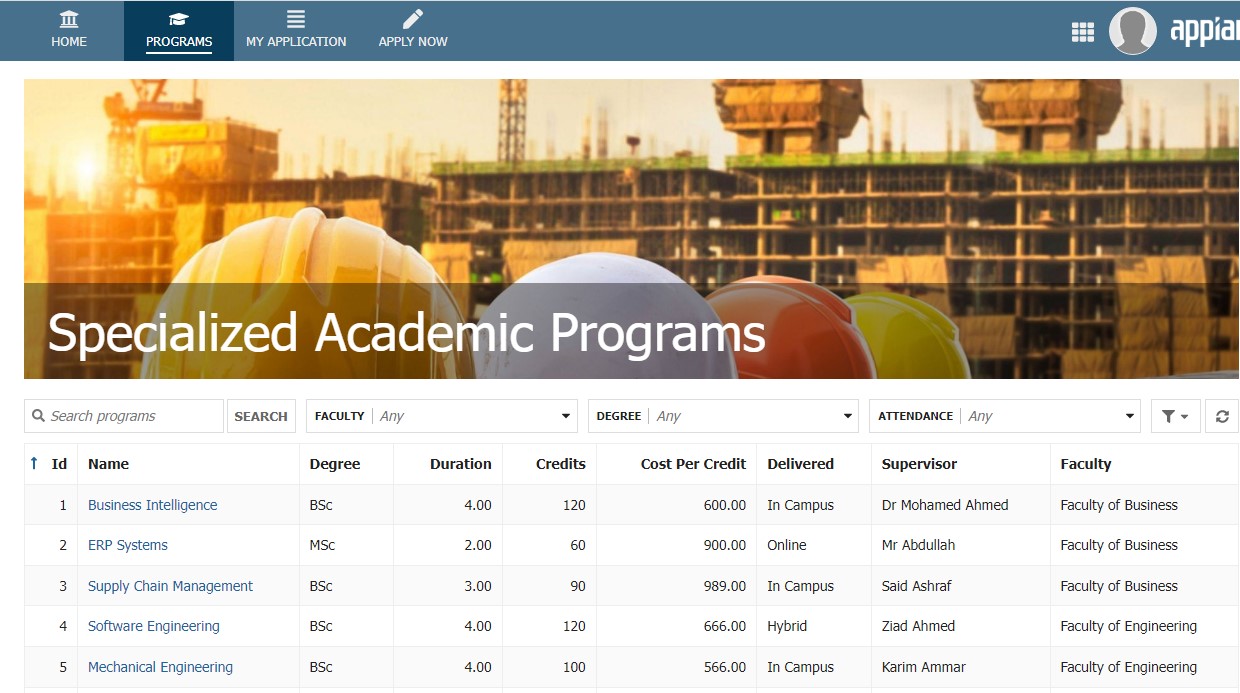 HOME PROGRAMS MY APPLICATION APPLY NOW
Specialized Academic Programs
Search programs SEARCH FACULTY Any DEGREE Any ATTENDANCE Any
Id Name Degree Duration Credits Cost Per Credit Delivered Supervisor Faculty
1 Business Intelligence BSc 4.00 120 600.00 In Campus Dr Mohamed Ahmed Faculty of Business
2 ERP Systems MSc 2.00 60 900.00 Online Mr Abdullah Faculty of Business
3 Supply Chain Management BSc 3.00 90 989.00 In Campus Said Ashraf Faculty of Business
4 Software Engineering BSc 4.00 120 666.00 Hybrid Ziad Ahmed Faculty of Engineering
5 Mechanical Engineering BSc 4.00 100 566.00 In Campus Karim Ammar Faculty of Engineering